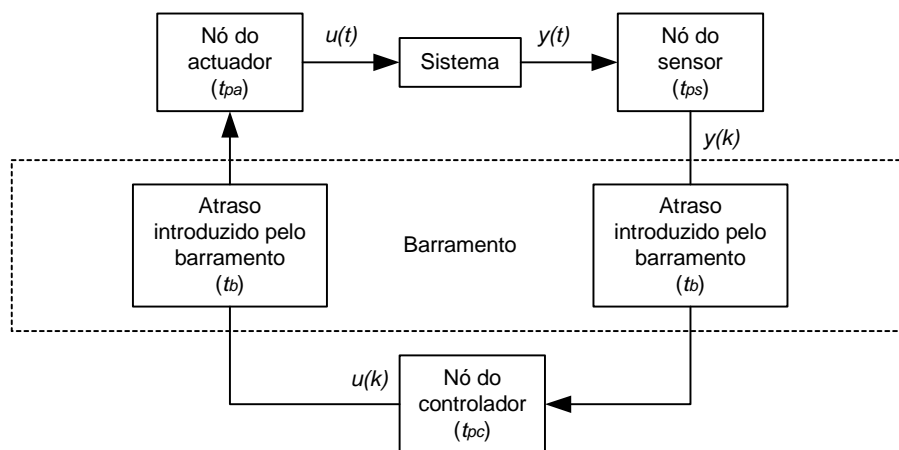 Nó do
actuador
(tpa)
u(t)
Sistema
y(t)
Nó do
sensor
(tps)
y(k)
Atraso
introduzido pelo
barramento
(tb)
Barramento
Atraso
introduzido pelo
barramento
(tb)
u(k)
Nó do
controlador
(tpc)